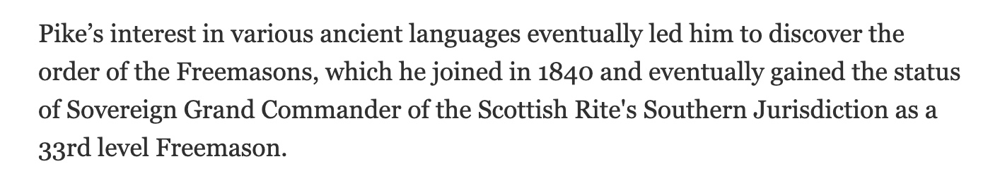 Pike’s interest in various ancient languages eventually led him to discover the
order of the Freemasons, which he joined in 1840 and eventually gained the status
of Sovereign Grand Commander of the Scottish Rite's Southern Jurisdiction as a
33rd level Freemason.